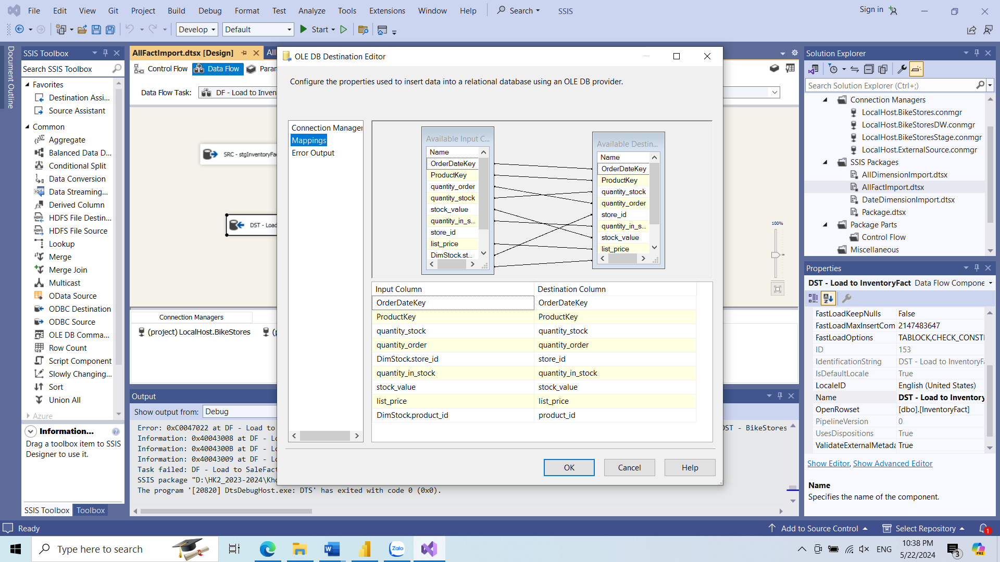 File Edit View Git Project Build Debug Format Test Analyze Tools Extensions Window Help Search SSIS Sign in
Develop Default Start
Document Outline
SSIS Toolbox
Search SSIS Toolbox
Favorites
Destination Assi...
Source Assistant
Common
Aggregate
Balanced Data D...
Conditional Split
Data Conversion
Data Streaming...
Derived Column
HDFS File Destin...
HDFS File Source
Lookup
Merge
Merge Join
Multicast
OData Source
ODBC Destination
ODBC Source
OLE DB Comma...
Row Count
Script Component
Slowly Changing...
Sort
Union All
Azure
Information...
Drag a toolbox item to SSIS
Designer to use it.
SSIS Toolbox Toolbox
AllFactImport.dtsx [Design] All
Control Flow Data Flow Paran
Data Flow Task: DF - Load to Inven
SRC - stgInventoryFa
DST - Load
100%
Connection Managers
(project) LocalHost.BikeStores (
Output
Show output from: Debug
Error: 0xC0047022 at DF - Load to DST - BikeStores
Information: 0x40043008 at DF - Lo
Information: 0x4004300B at DF - Lo
Information: 0x40043009 at DF - Lo
Task failed: DF - Load to SaleFact
SSIS package "D:\HK2_2023-2024\Kho
The program '[20820] DtsDebugHost.exe: DTS' has exited with code 0 (0x0).
OLE DB Destination Editor
Configure the properties used to insert data into a relational database using an OLE DB provider.
Connection Manager
Mappings
Error Output
Available Input C...
Name
OrderDateKey
ProductKey
quantity_order
quantity_stock
stock_value
quantity_in_s...
store_id
list_price
DimStock.st...
Available Destin...
Name
OrderDateKey
ProductKey
quantity_stock
quantity_order
store_id
quantity_in_s...
stock_value
list_price
Input Column Destination Column
OrderDateKey OrderDateKey
ProductKey ProductKey
quantity_stock quantity_stock
quantity_order quantity_order
DimStock.store_id store_id
quantity_in_stock quantity_in_stock
stock_value stock_value
list_price list_price
DimStock.product_id product_id
OK Cancel Help
Solution Explorer
Search Solution Explorer (Ctrl+;)
Connection Managers
LocalHost.BikeStores.conmgr
LocalHost.BikeStoresDW.conmgr
LocalHost.BikeStoresStage.conmgr
LocalHost.ExternalSource.conmgr
SSIS Packages
AllDimensionImport.dtsx
AllFactImport.dtsx
DateDimensionImport.dtsx
Package.dtsx
Package Parts
Control Flow
Miscellaneous
Properties
DST - Load to InventoryFact Data Flow Compone
FastLoadKeepNulls False
FastLoadMaxInsertCom 2147483647
FastLoadOptions TABLOCK,CHECK_CONSTI
ID 153
IdentificationString DST - Load to InventoryFa
IsDefaultLocale True
LocaleID English (United States)
Name DST - Load to Inventory
OpenRowset [dbo].[InventoryFact]
PipelineVersion 0
UsesDispositions True
ValidateExternalMetada True
Show Editor, Show Advanced Editor
Name
Specifies the name of the component.
Ready Add to Source Control Select Repository 1
Type here to search Zalo ENG 10:38 PM
5/22/2024 3 PRE